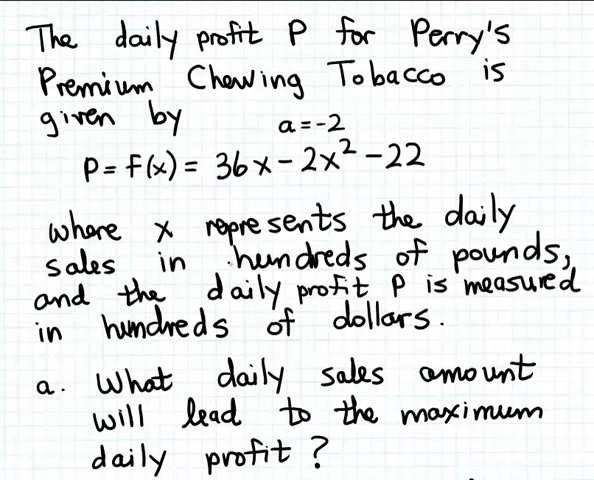 The daily profit P for Perry's
Premium Chewing Tobacco is
given by
a = -2
P = f(x) = 36x - 2x² - 22
where x represents the daily
sales in hundreds of pounds,
and the daily profit P is measured
in hundreds of dollars.
a. What daily sales amount
will lead to the maximum
daily profit?